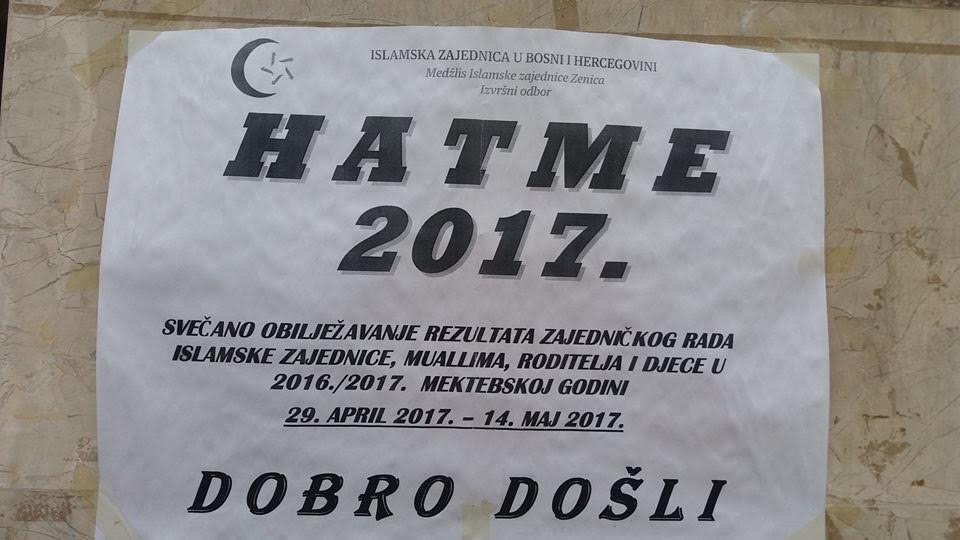 ISLAMSKA ZAJEDNICA U BOSNI I HERCEGOVINI
Medžlis Islamske zajednice Zenica
Izvršni odbor
HATME
2017.
SVEČANO OBILJEŽAVANJE REZULTATA ZAJEDNIČKOG RADA
ISLAMSKE ZAJEDNICE, MUALLIMA, RODITELJA I DJECE U
2016./2017. MEKTEBSKOJ GODINI
29. APRIL 2017. – 14. MAJ 2017.
DOBRO DOŠLI